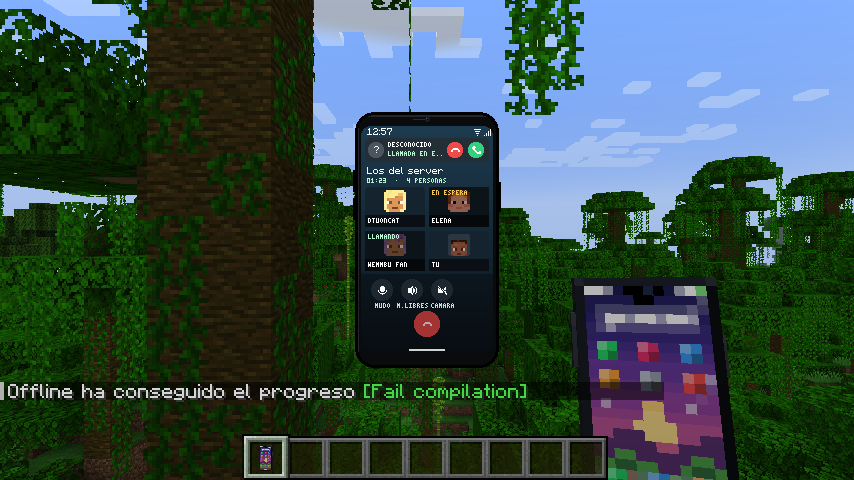 12:57
?
DESCONOCIDO
LLAMADA EN E..
Los del server
01:23 · 4 PERSONAS
EN ESPERA
DTUONCAT
ELENA
LLAMANDO
WEMMBU FAN
TU
MUDO
M.LIBRES
CAMARA
Offline ha conseguido el progreso [Fail compilation]